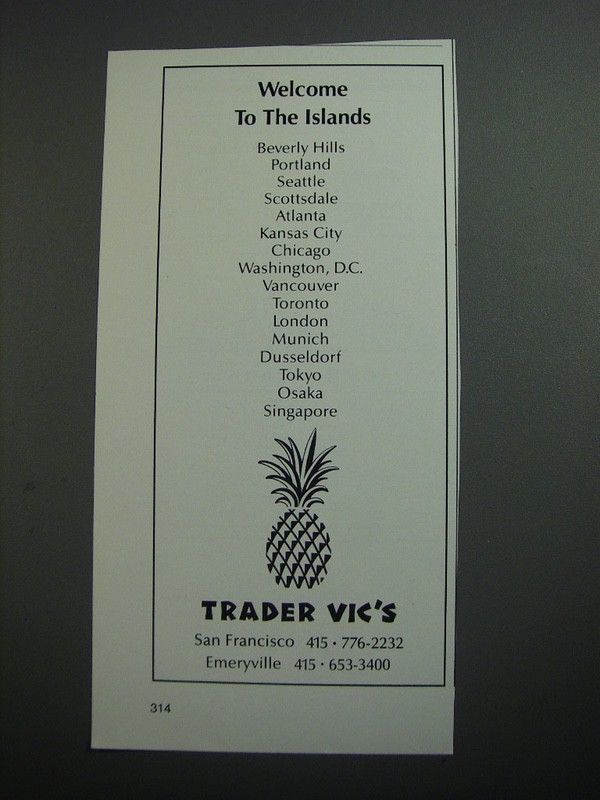 Welcome
To The Islands
Beverly Hills
Portland
Seattle
Scottsdale
Atlanta
Kansas City
Chicago
Washington, D.C.
Vancouver
Toronto
London
Munich
Dusseldorf
Tokyo
Osaka
Singapore
TRADER VIC'S
San Francisco 415 · 776-2232
Emeryville 415 · 653-3400
314